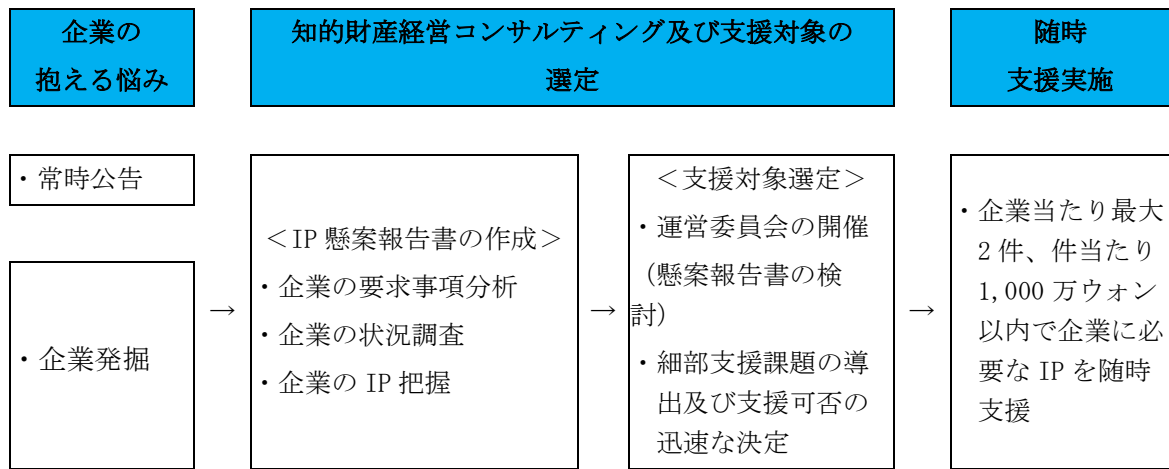 企業の
抱える悩み
知的財産経営コンサルティング及び支援対象の
選定
随時
支援実施
・常時公告
・企業発掘
→
＜IP 懸案報告書の作成＞
・企業の要求事項分析
・企業の状況調査
・企業の IP 把握
→
＜支援対象選定＞
・運営委員会の開催
（懸案報告書の検
討）
・細部支援課題の導
出及び支援可否の
迅速な決定
→
・企業当たり最大
2 件、件当たり
1,000 万ウォン
以内で企業に必
要な IP を随時
支援